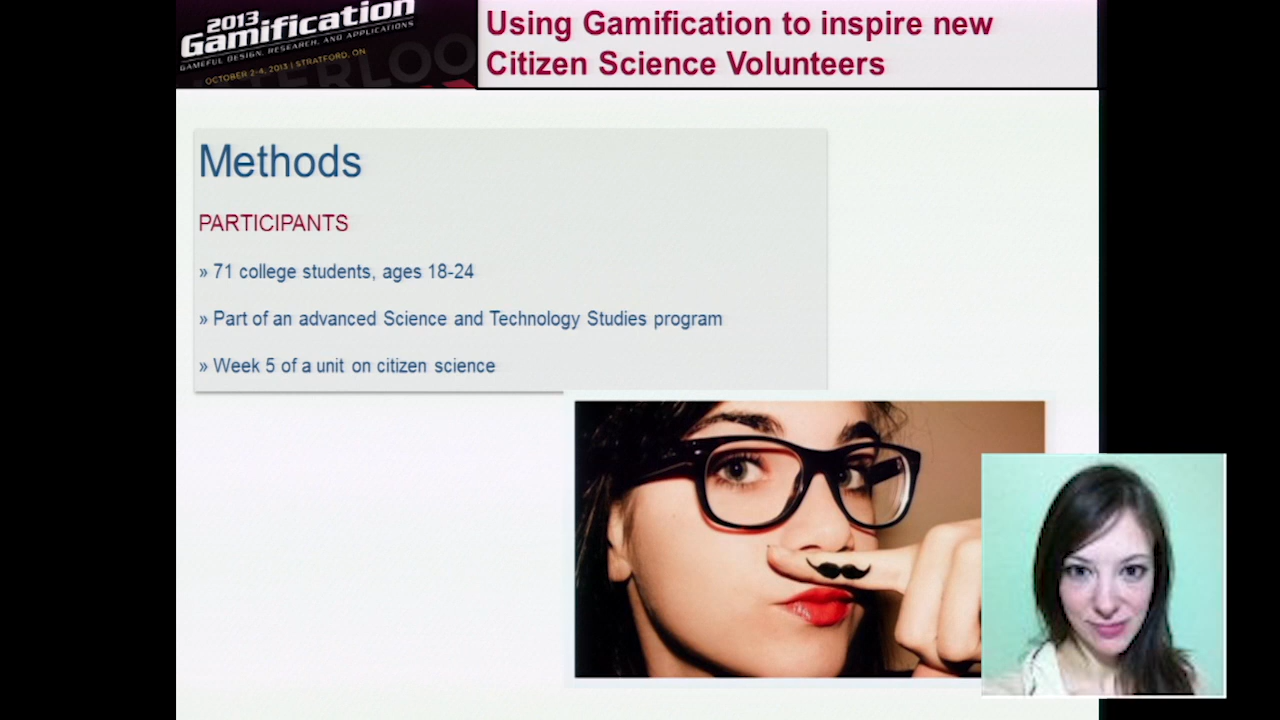 2013
Gamification
GAMEFUL DESIGN, RESEARCH, AND APPLICATIONS
OCTOBER 2-4, 2013 | STRATFORD, ON
Using Gamification to inspire new
Citizen Science Volunteers
Methods
PARTICIPANTS
» 71 college students, ages 18-24
» Part of an advanced Science and Technology Studies program
» Week 5 of a unit on citizen science